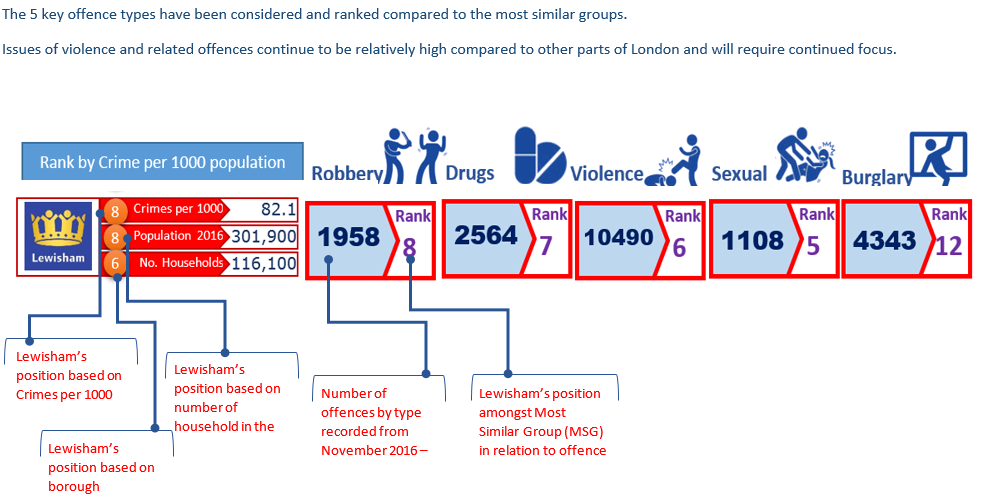 The 5 key offence types have been considered and ranked compared to the most similar groups.
Issues of violence and related offences continue to be relatively high compared to other parts of London and will require continued focus.
Rank by Crime per 1000 population
Robbery
Drugs
Violence
Sexual
Burglary
Lewisham
8 Crimes per 1000 82.1
8 Population 2016 301,900
6 No. Households 116,100
1958 Rank 8
2564 Rank 7
10490 Rank 6
1108 Rank 5
4343 Rank 12
Lewisham's
position based on
Crimes per 1000
Lewisham's
position based on
borough
Lewisham's
position based on
number of
household in the
Number of
offences by type
recorded from
November 2016 –
Lewisham's position
amongst Most
Similar Group (MSG)
in relation to offence